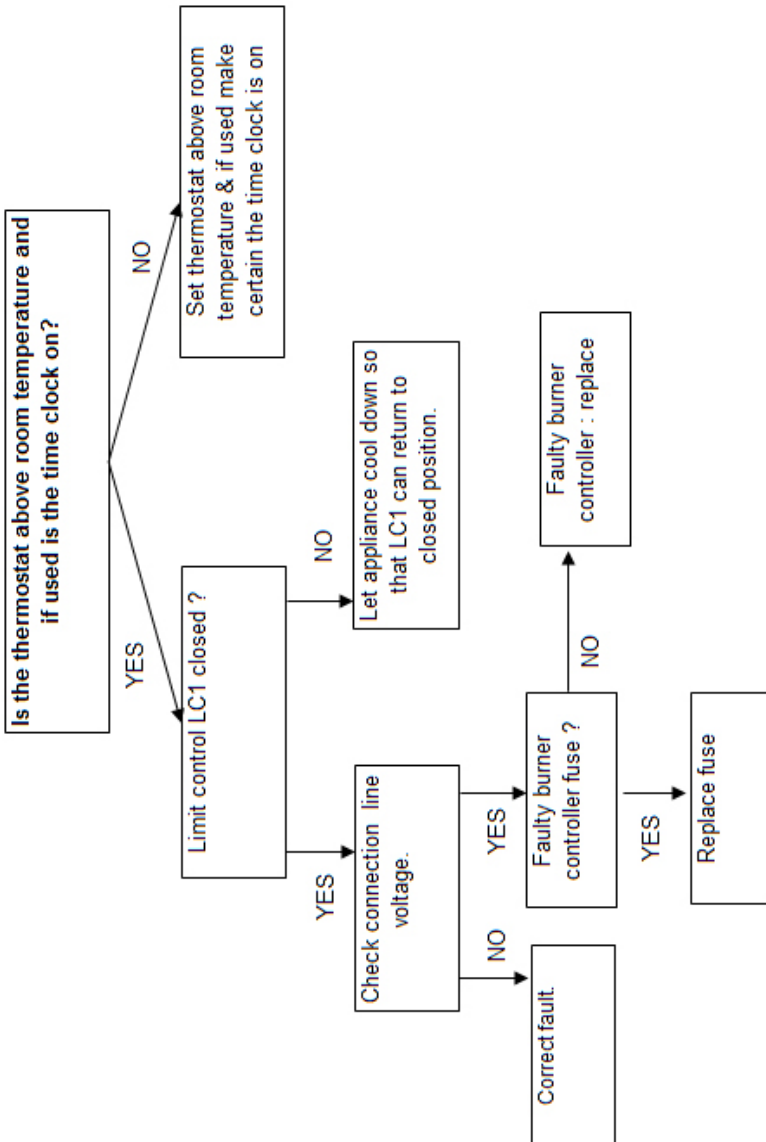 Is the thermostat above room temperature and
if used is the time clock on?
YES
NO
Limit control LC1 closed ?
Set thermostat above room
temperature & if used make
certain the time clock is on
YES
NO
Check connection line
voltage.
Let appliance cool down so
that LC1 can return to
closed position.
NO
YES
Correct fault.
Faulty burner
controller fuse ?
NO
Faulty burner
controller : replace
YES
Replace fuse